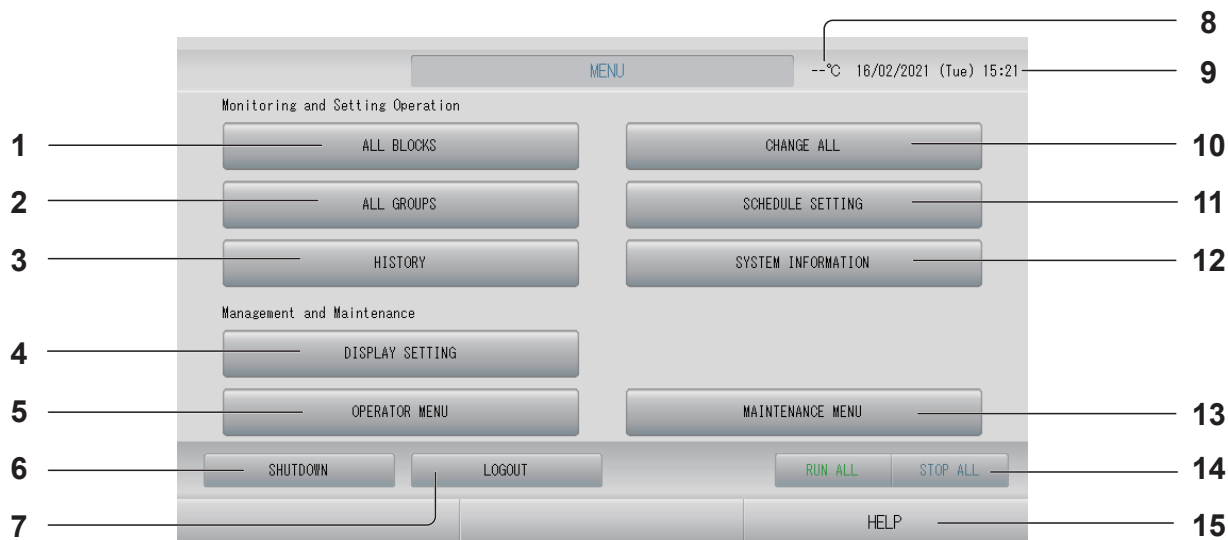 8
MENU
--℃ 16/02/2021 (Tue) 15:21
9
Monitoring and Setting Operation
1
ALL BLOCKS
CHANGE ALL
10
2
ALL GROUPS
SCHEDULE SETTING
11
3
HISTORY
SYSTEM INFORMATION
12
Management and Maintenance
4
DISPLAY SETTING
5
OPERATOR MENU
MAINTENANCE MENU
13
6
SHUTDOWN
LOGOUT
RUN ALL
STOP ALL
14
7
HELP
15